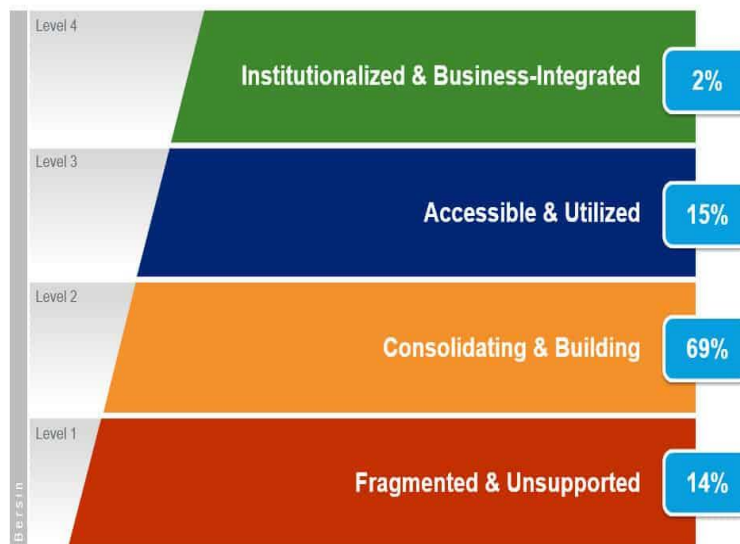 Level 4
Institutionalized & Business-Integrated
2%
Level 3
Accessible & Utilized
15%
Level 2
Consolidating & Building
69%
Level 1
Fragmented & Unsupported
14%
Bersin